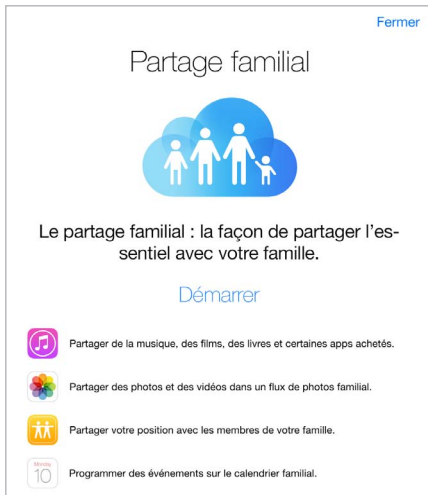 Fermer
Partage familial
Le partage familial : la façon de partager l'es-
sentiel avec votre famille.
Démarrer
Partager de la musique, des films, des livres et certaines apps achetés.
Partager des photos et des vidéos dans un flux de photos familial.
Partager votre position avec les membres de votre famille.
Monday
10
Programmer des événements sur le calendrier familial.